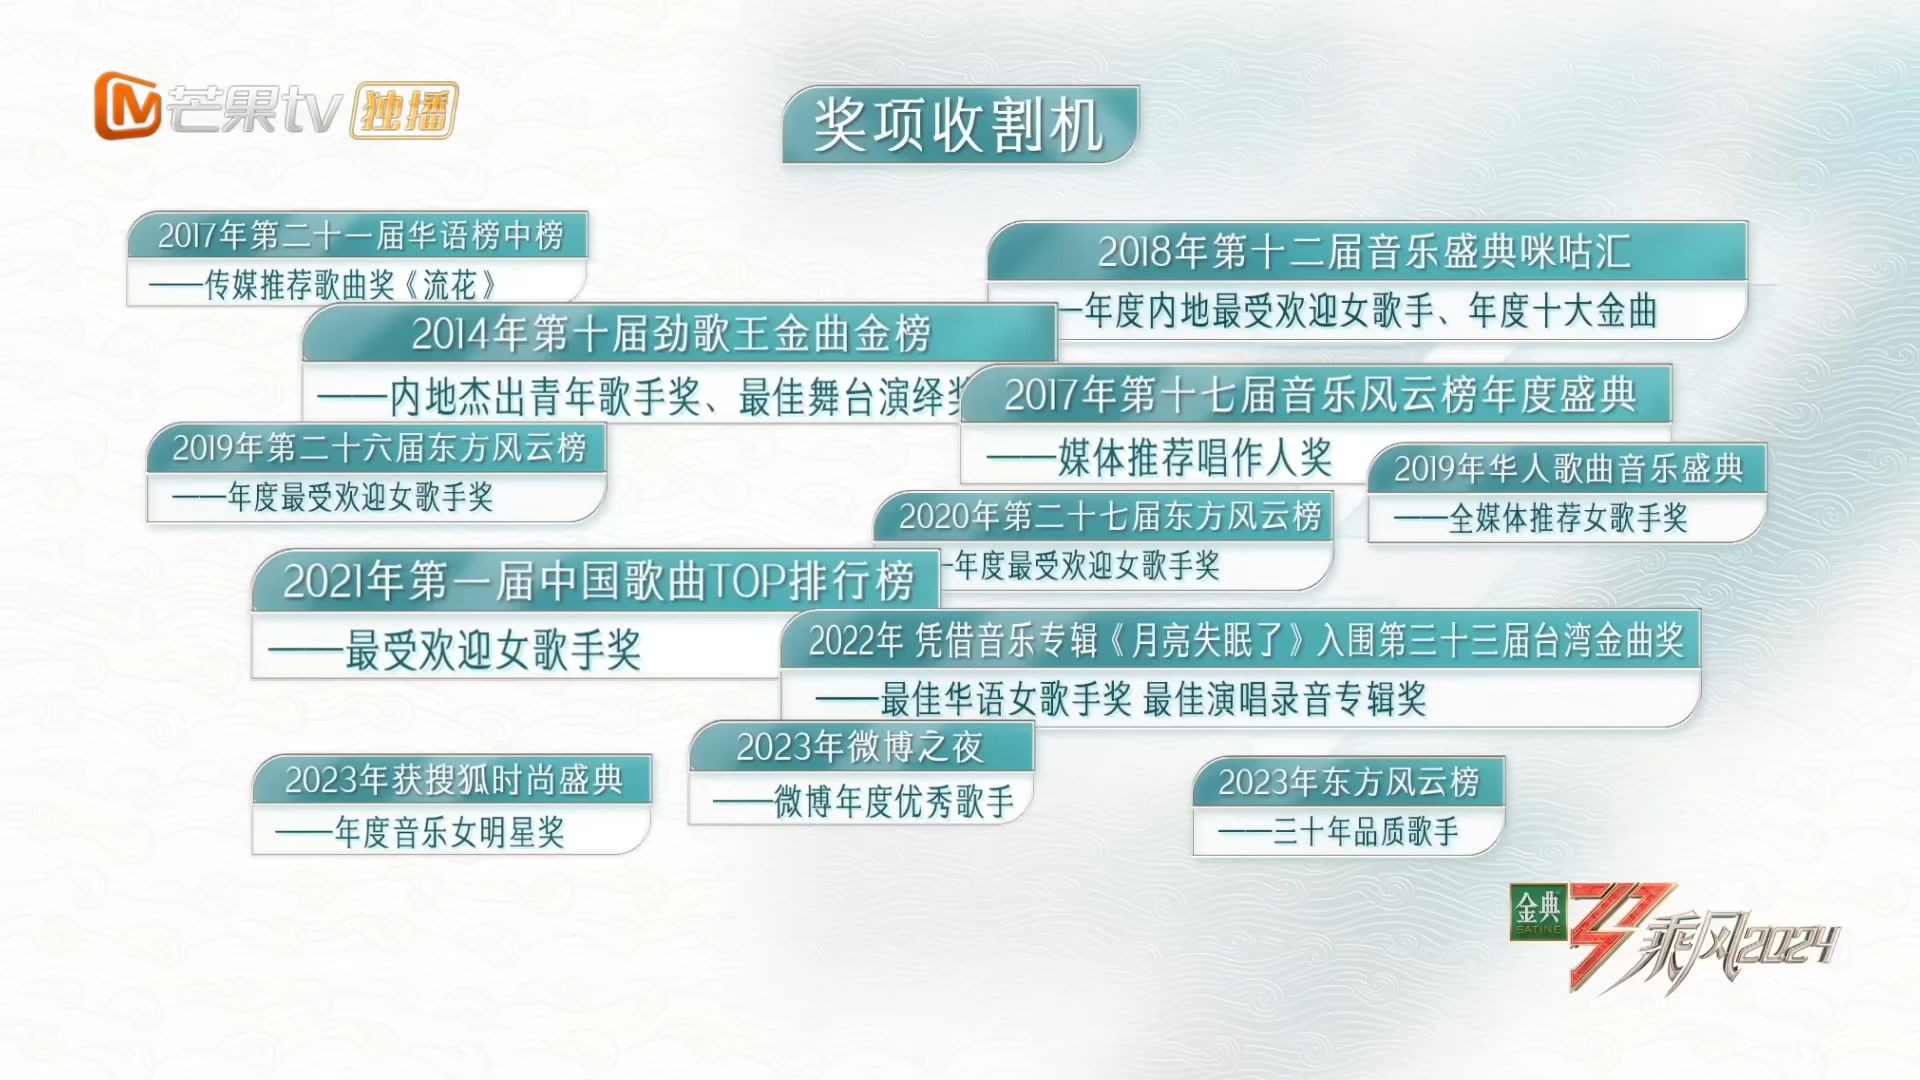 芒果tv 独播
奖项收割机
2017年第二十一届华语榜中榜
——传媒推荐歌曲奖《流花》
2018年第十二届音乐盛典咪咕汇
—年度内地最受欢迎女歌手、年度十大金曲
2014年第十届劲歌王金曲金榜
——内地杰出青年歌手奖、最佳舞台演绎奖
2017年第十七届音乐风云榜年度盛典
——媒体推荐唱作人奖
2019年第二十六届东方风云榜
——年度最受欢迎女歌手奖
2019年华人歌曲音乐盛典
——全媒体推荐女歌手奖
2020年第二十七届东方风云榜
—年度最受欢迎女歌手奖
2021年第一届中国歌曲TOP排行榜
——最受欢迎女歌手奖
2022年 凭借音乐专辑《月亮失眠了》入围第三十三届台湾金曲奖
——最佳华语女歌手奖 最佳演唱录音专辑奖
2023年微博之夜
——微博年度优秀歌手
2023年获搜狐时尚盛典
——年度音乐女明星奖
2023年东方风云榜
——三十年品质歌手
金典
SATINE
乘风2024